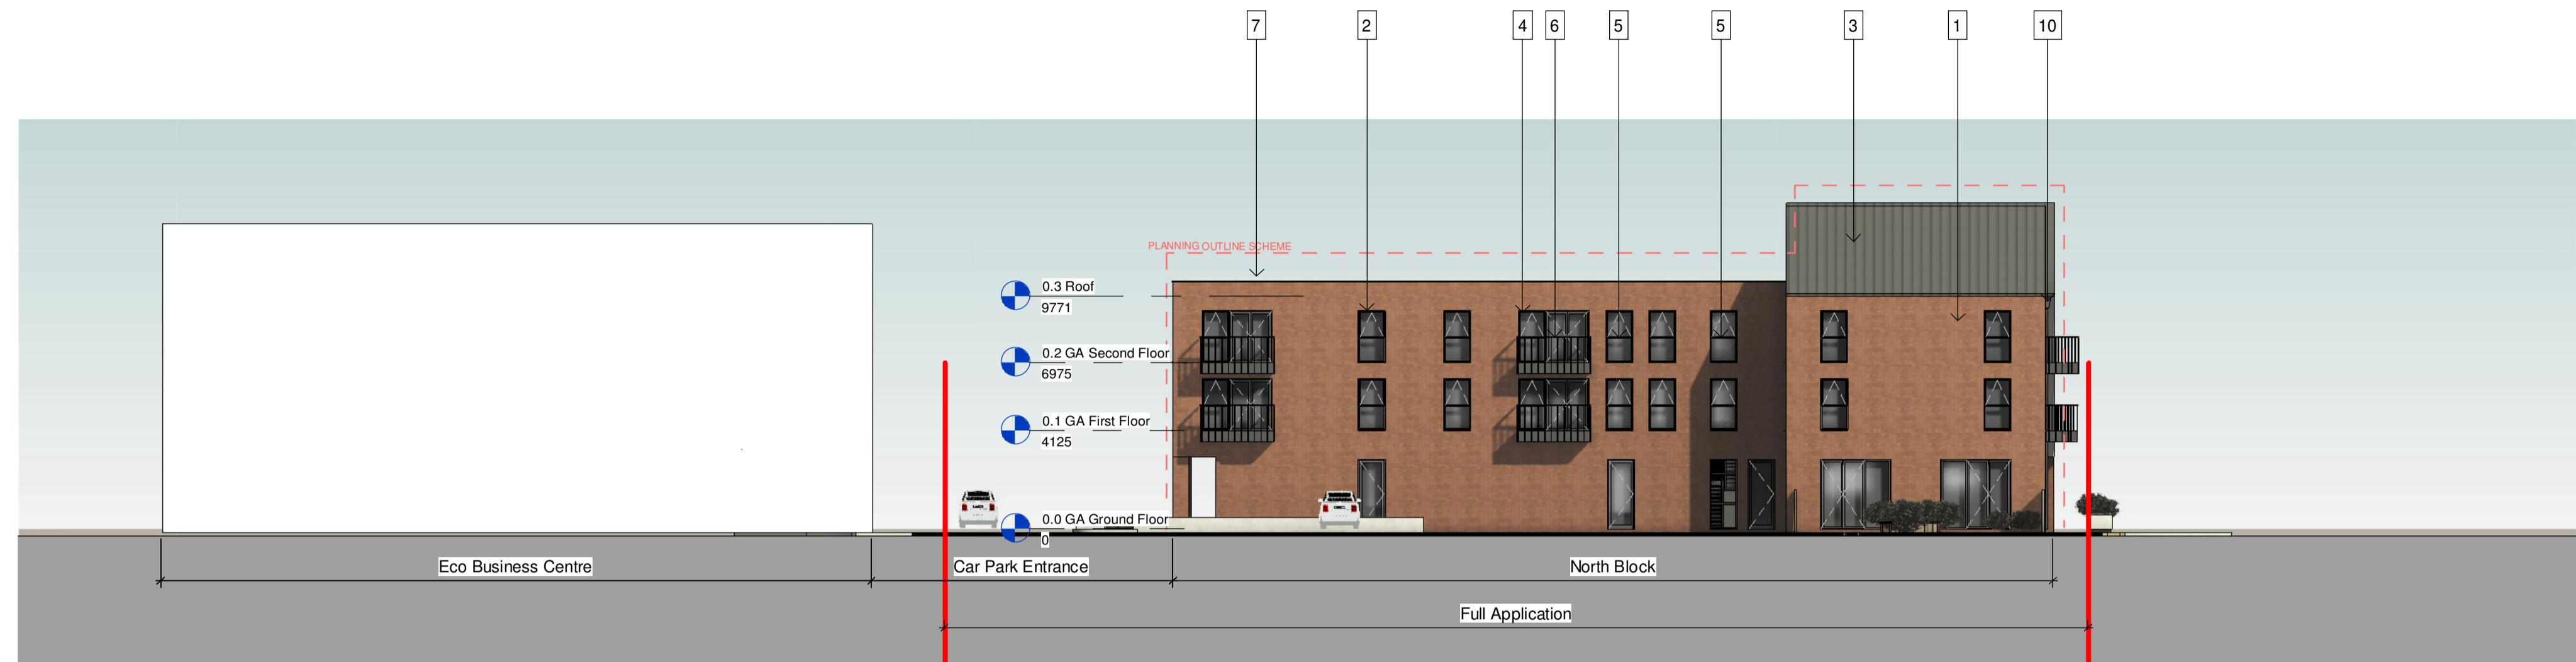 7
2
4
6
5
5
3
1
10
PLANNING OUTLINE SCHEME
0.3 Roof
9771
0.2 GA Second Floor
6975
0.1 GA First Floor
4125
0.0 GA Ground Floor
0
Eco Business Centre
Car Park Entrance
North Block
Full Application